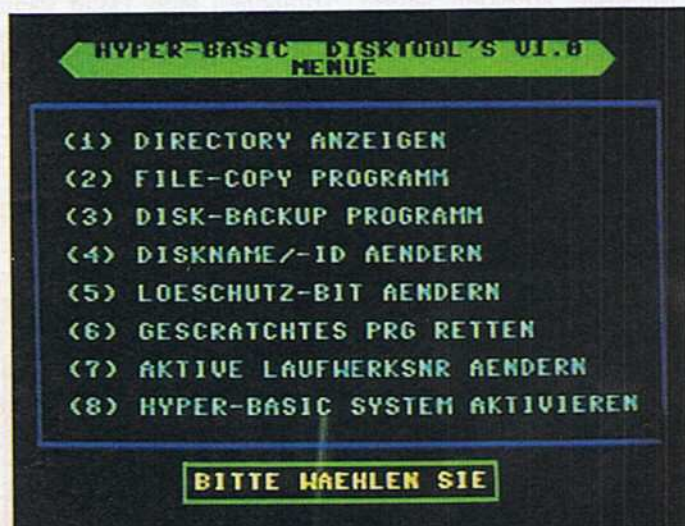 HYPER-BASIC DISKTOOL'S V1.0
MENUE
(1) DIRECTORY ANZEIGEN
(2) FILE-COPY PROGRAMM
(3) DISK-BACKUP PROGRAMM
(4) DISKNAME/-ID AENDERN
(5) LOESCHUTZ-BIT AENDERN
(6) GESCRATCHTES PRG RETTEN
(7) AKTIVE LAUFWERKSNR AENDERN
(8) HYPER-BASIC SYSTEM AKTIVIEREN
BITTE WAEHLEN SIE